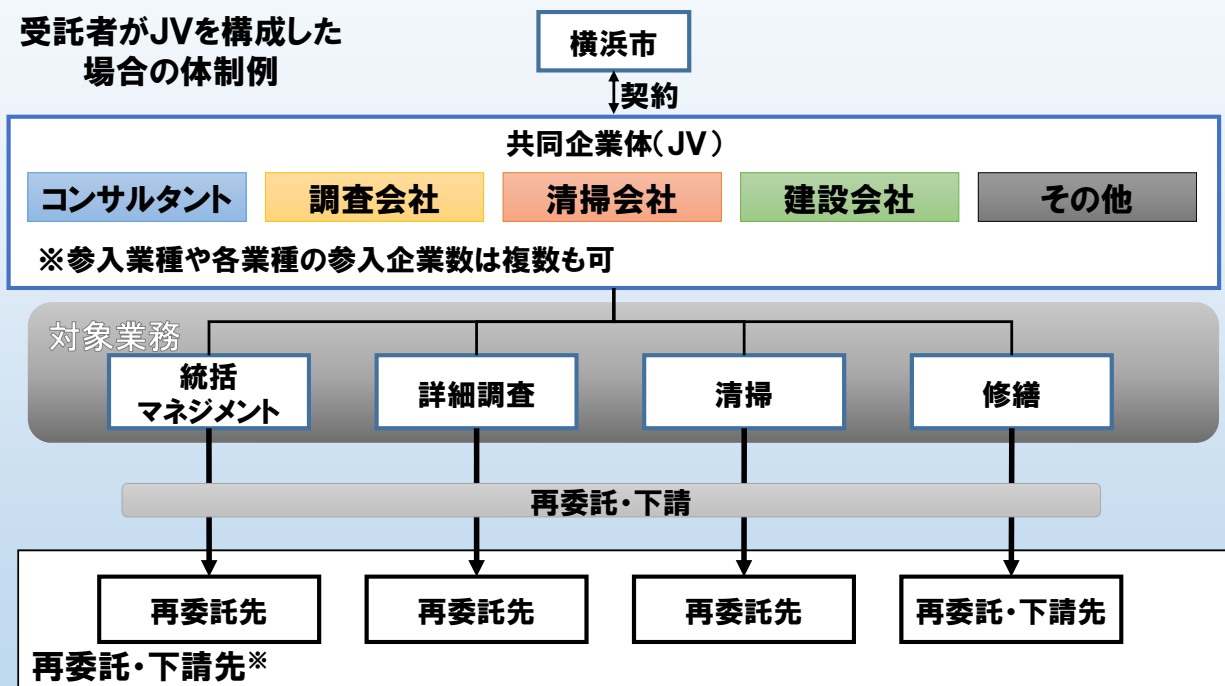 受託者がJVを構成した
場合の体制例
横浜市
契約
共同企業体(JV)
コンサルタント
調査会社
清掃会社
建設会社
その他
※参入業種や各業種の参入企業数は複数も可
対象業務
統括
マネジメント
詳細調査
清掃
修繕
再委託・下請
再委託先
再委託先
再委託先
再委託・下請先
再委託・下請先※